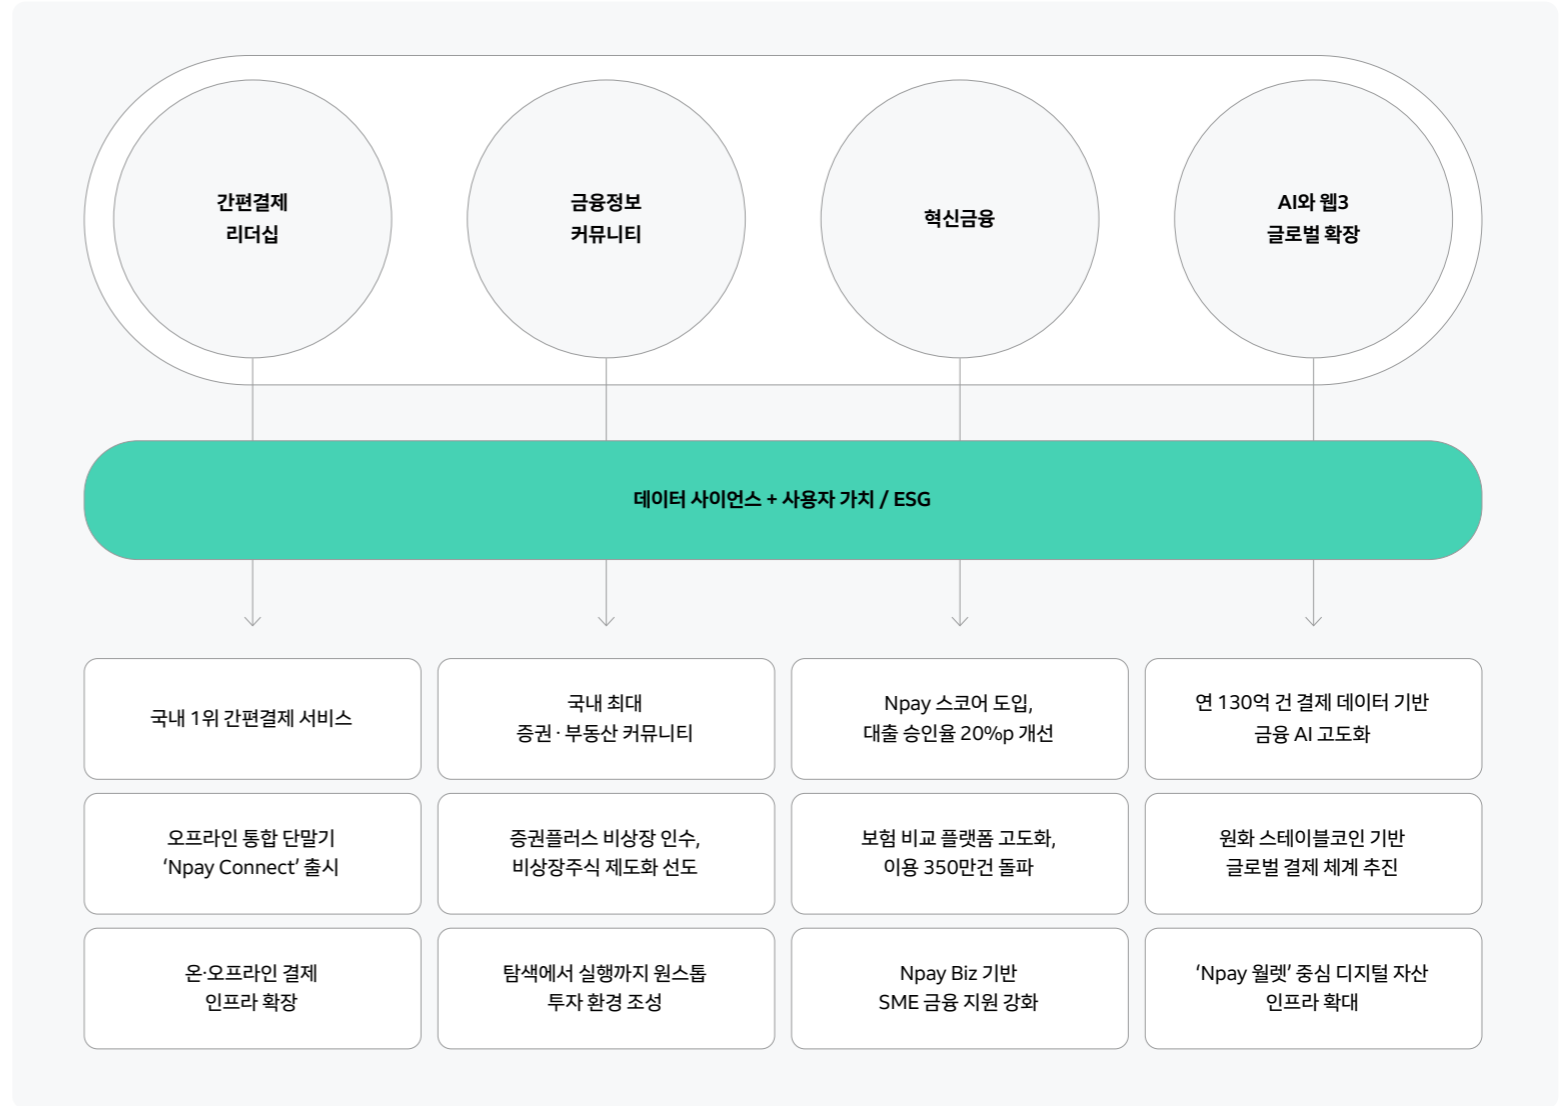 간편결제
리더십
금융정보
커뮤니티
혁신금융
AI와 웹3
글로벌 확장
데이터 사이언스 + 사용자 가치 / ESG
국내 1위 간편결제 서비스
국내 최대
증권 · 부동산 커뮤니티
Npay 스코어 도입,
대출 승인율 20%p 개선
연 130억 건 결제 데이터 기반
금융 AI 고도화
오프라인 통합 단말기
‘Npay Connect’ 출시
증권플러스 비상장 인수,
비상장주식 제도화 선도
보험 비교 플랫폼 고도화,
이용 350만건 돌파
원화 스테이블코인 기반
글로벌 결제 체계 추진
온·오프라인 결제
인프라 확장
탐색에서 실행까지 원스톱
투자 환경 조성
Npay Biz 기반
SME 금융 지원 강화
‘Npay 월렛’ 중심 디지털 자산
인프라 확대